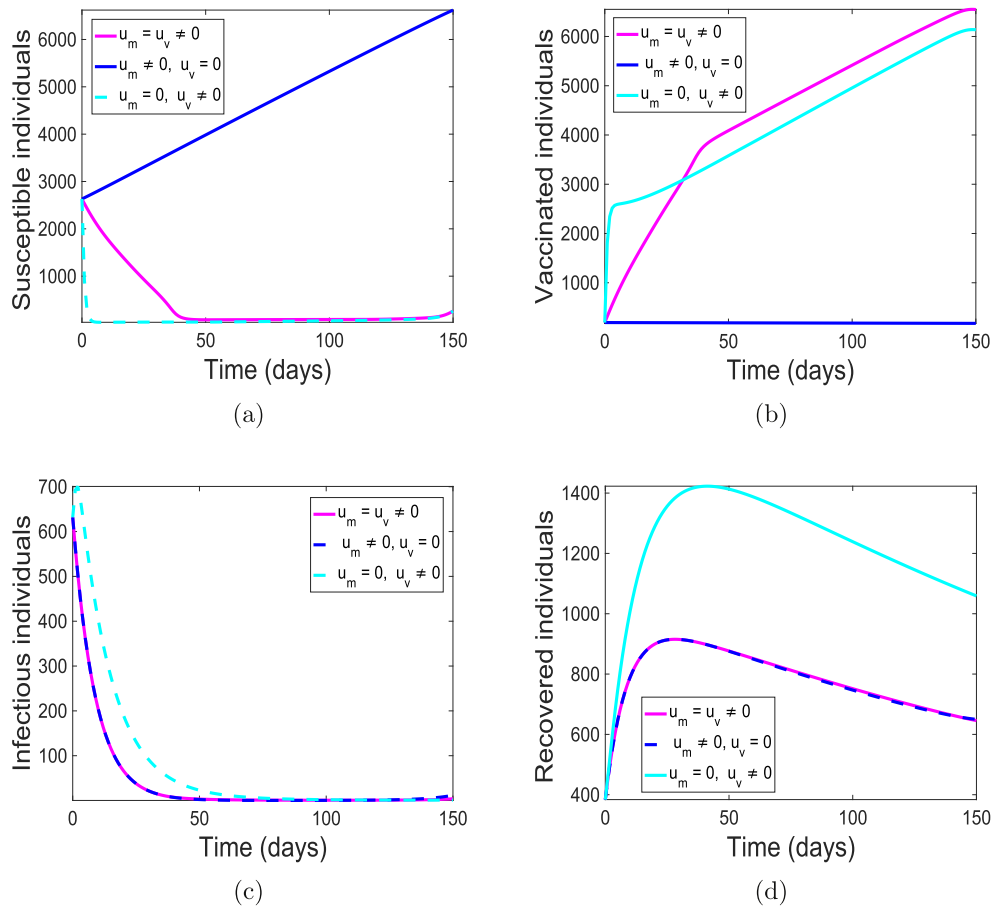 Susceptible individuals
6000
5000
4000
3000
2000
1000
0 50 100 150
Time (days)
u_m = u_v ≠ 0
u_m ≠ 0, u_v = 0
u_m = 0, u_v ≠ 0
(a)
Vaccinated individuals
6000
5000
4000
3000
2000
1000
0 50 100 150
Time (days)
u_m = u_v ≠ 0
u_m ≠ 0, u_v = 0
u_m = 0, u_v ≠ 0
(b)
Infectious individuals
700
600
500
400
300
200
100
0 50 100 150
Time (days)
u_m = u_v ≠ 0
u_m ≠ 0, u_v = 0
u_m = 0, u_v ≠ 0
(c)
Recovered individuals
1400
1200
1000
800
600
400
0 50 100 150
Time (days)
u_m = u_v ≠ 0
u_m ≠ 0, u_v = 0
u_m = 0, u_v ≠ 0
(d)